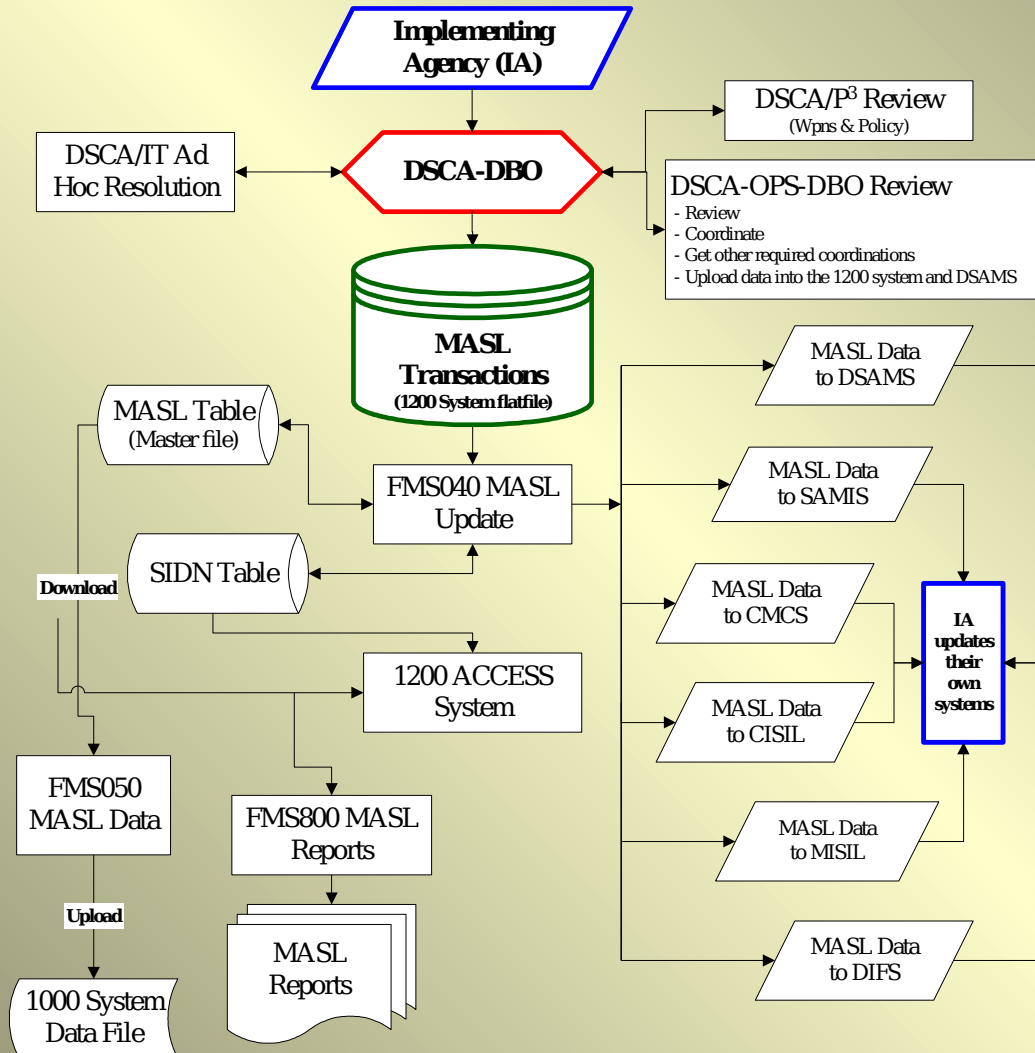 Implementing
Agency (IA)
DSCA/P³ Review
(Wpns & Policy)
DSCA/IT Ad
Hoc Resolution
DSCA-DBO
DSCA-OPS-DBO Review
- Review
- Coordinate
- Get other required coordinations
- Upload data into the 1200 system and DSAMS
MASL
Transactions
(1200 System flatfile)
MASL Data
to DSAMS
MASL Table
(Master file)
FMS040 MASL
Update
MASL Data
to SAMIS
SIDN Table
Download
MASL Data
to CMCS
IA
updates
their
own
systems
1200 ACCESS
System
MASL Data
to CISIL
FMS050
MASL Data
FMS800 MASL
Reports
MASL Data
to MISIL
Upload
MASL
Reports
MASL Data
to DIFS
1000 System
Data File